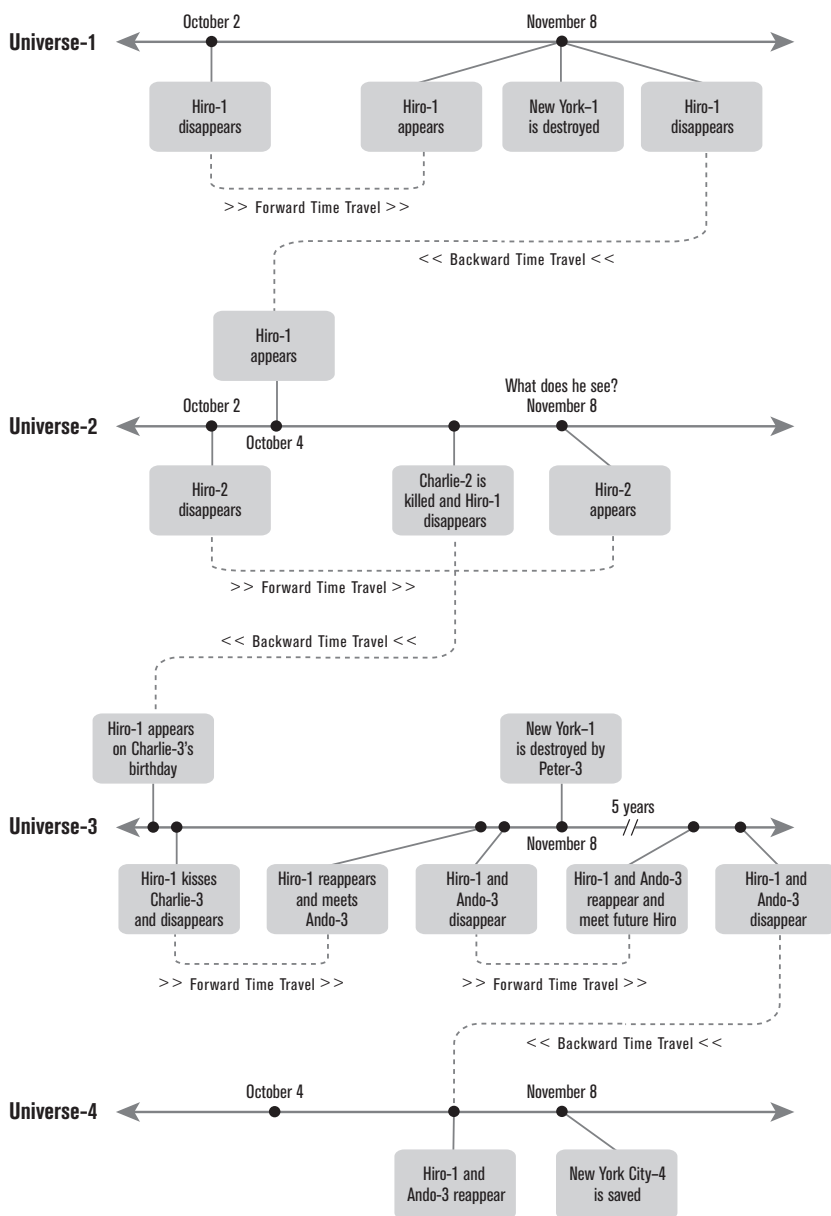 October 2
November 8
Universe-1
Hiro-1
disappears
Hiro-1
appears
New York–1
is destroyed
Hiro-1
disappears
>> Forward Time Travel >>
<< Backward Time Travel <<
Hiro-1
appears
What does he see?
October 2
November 8
Universe-2
October 4
Hiro-2
disappears
Charlie-2 is
killed and Hiro-1
disappears
Hiro-2
appears
>> Forward Time Travel >>
<< Backward Time Travel <<
Hiro-1 appears
on Charlie-3's
birthday
New York–1
is destroyed by
Peter-3
5 years
Universe-3
November 8
Hiro-1 kisses
Charlie-3
and disappears
Hiro-1 reappears
and meets
Ando-3
Hiro-1 and
Ando-3
disappear
Hiro-1 and Ando-3
reappear and
meet future Hiro
Hiro-1 and
Ando-3
disappear
>> Forward Time Travel >>
>> Forward Time Travel >>
<< Backward Time Travel <<
October 4
November 8
Universe-4
Hiro-1 and
Ando-3 reappear
New York City–4
is saved